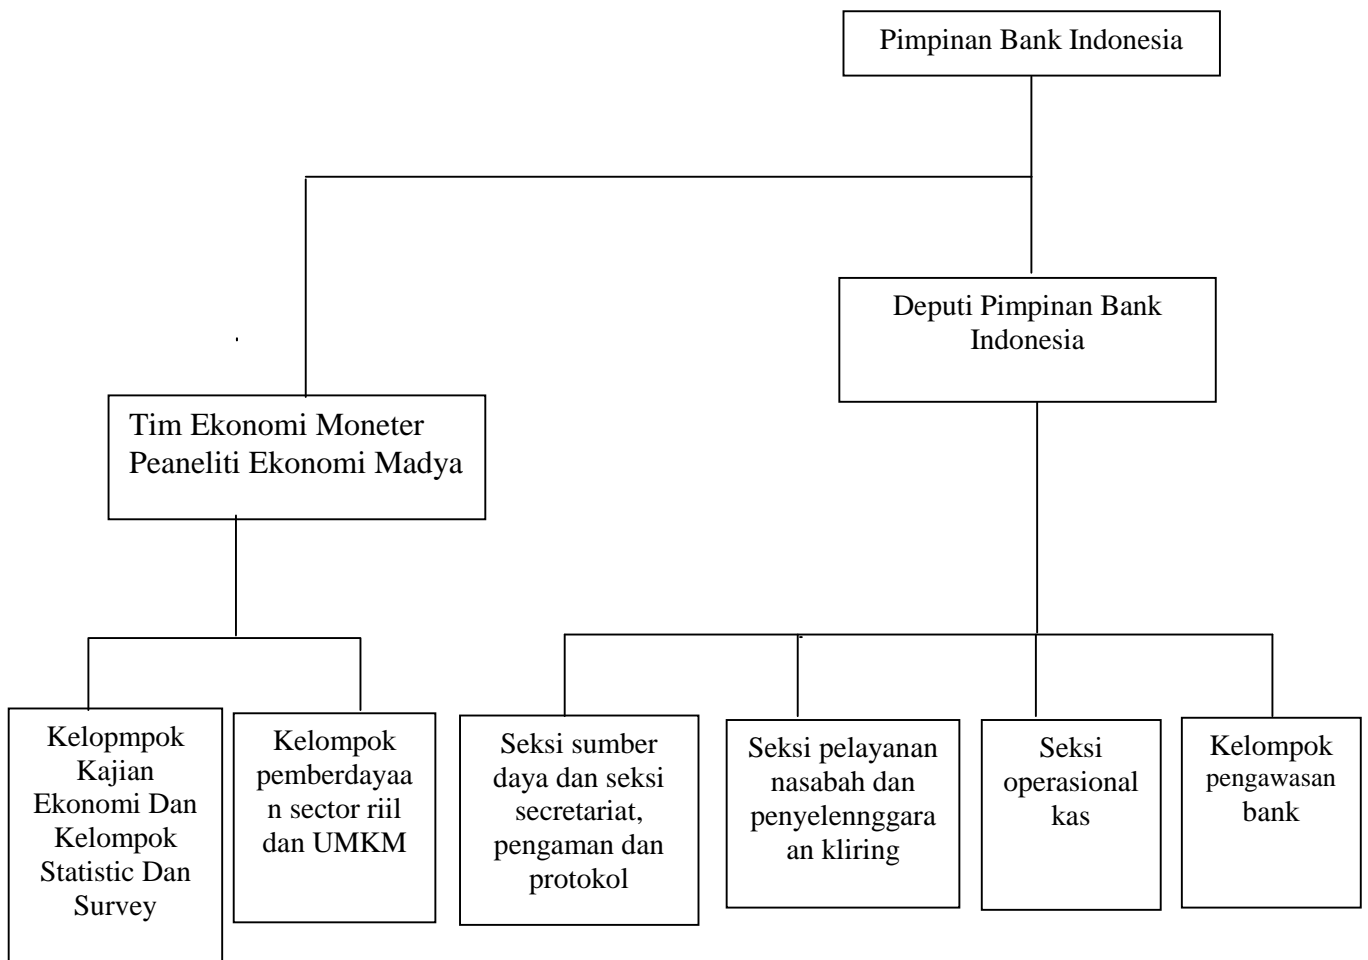 Pimpinan Bank Indonesia
Deputi Pimpinan Bank
Indonesia
Tim Ekonomi Moneter
Peaneliti Ekonomi Madya
Kelopmpok
Kajian
Ekonomi Dan
Kelompok
Statistic Dan
Survey
Kelompok
pemberdayaa
n sector riil
dan UMKM
Seksi sumber
daya dan seksi
secretariat,
pengaman dan
protokol
Seksi pelayanan
nasabah dan
penyelennggara
an kliring
Seksi
operasional
kas
Kelompok
pengawasan
bank